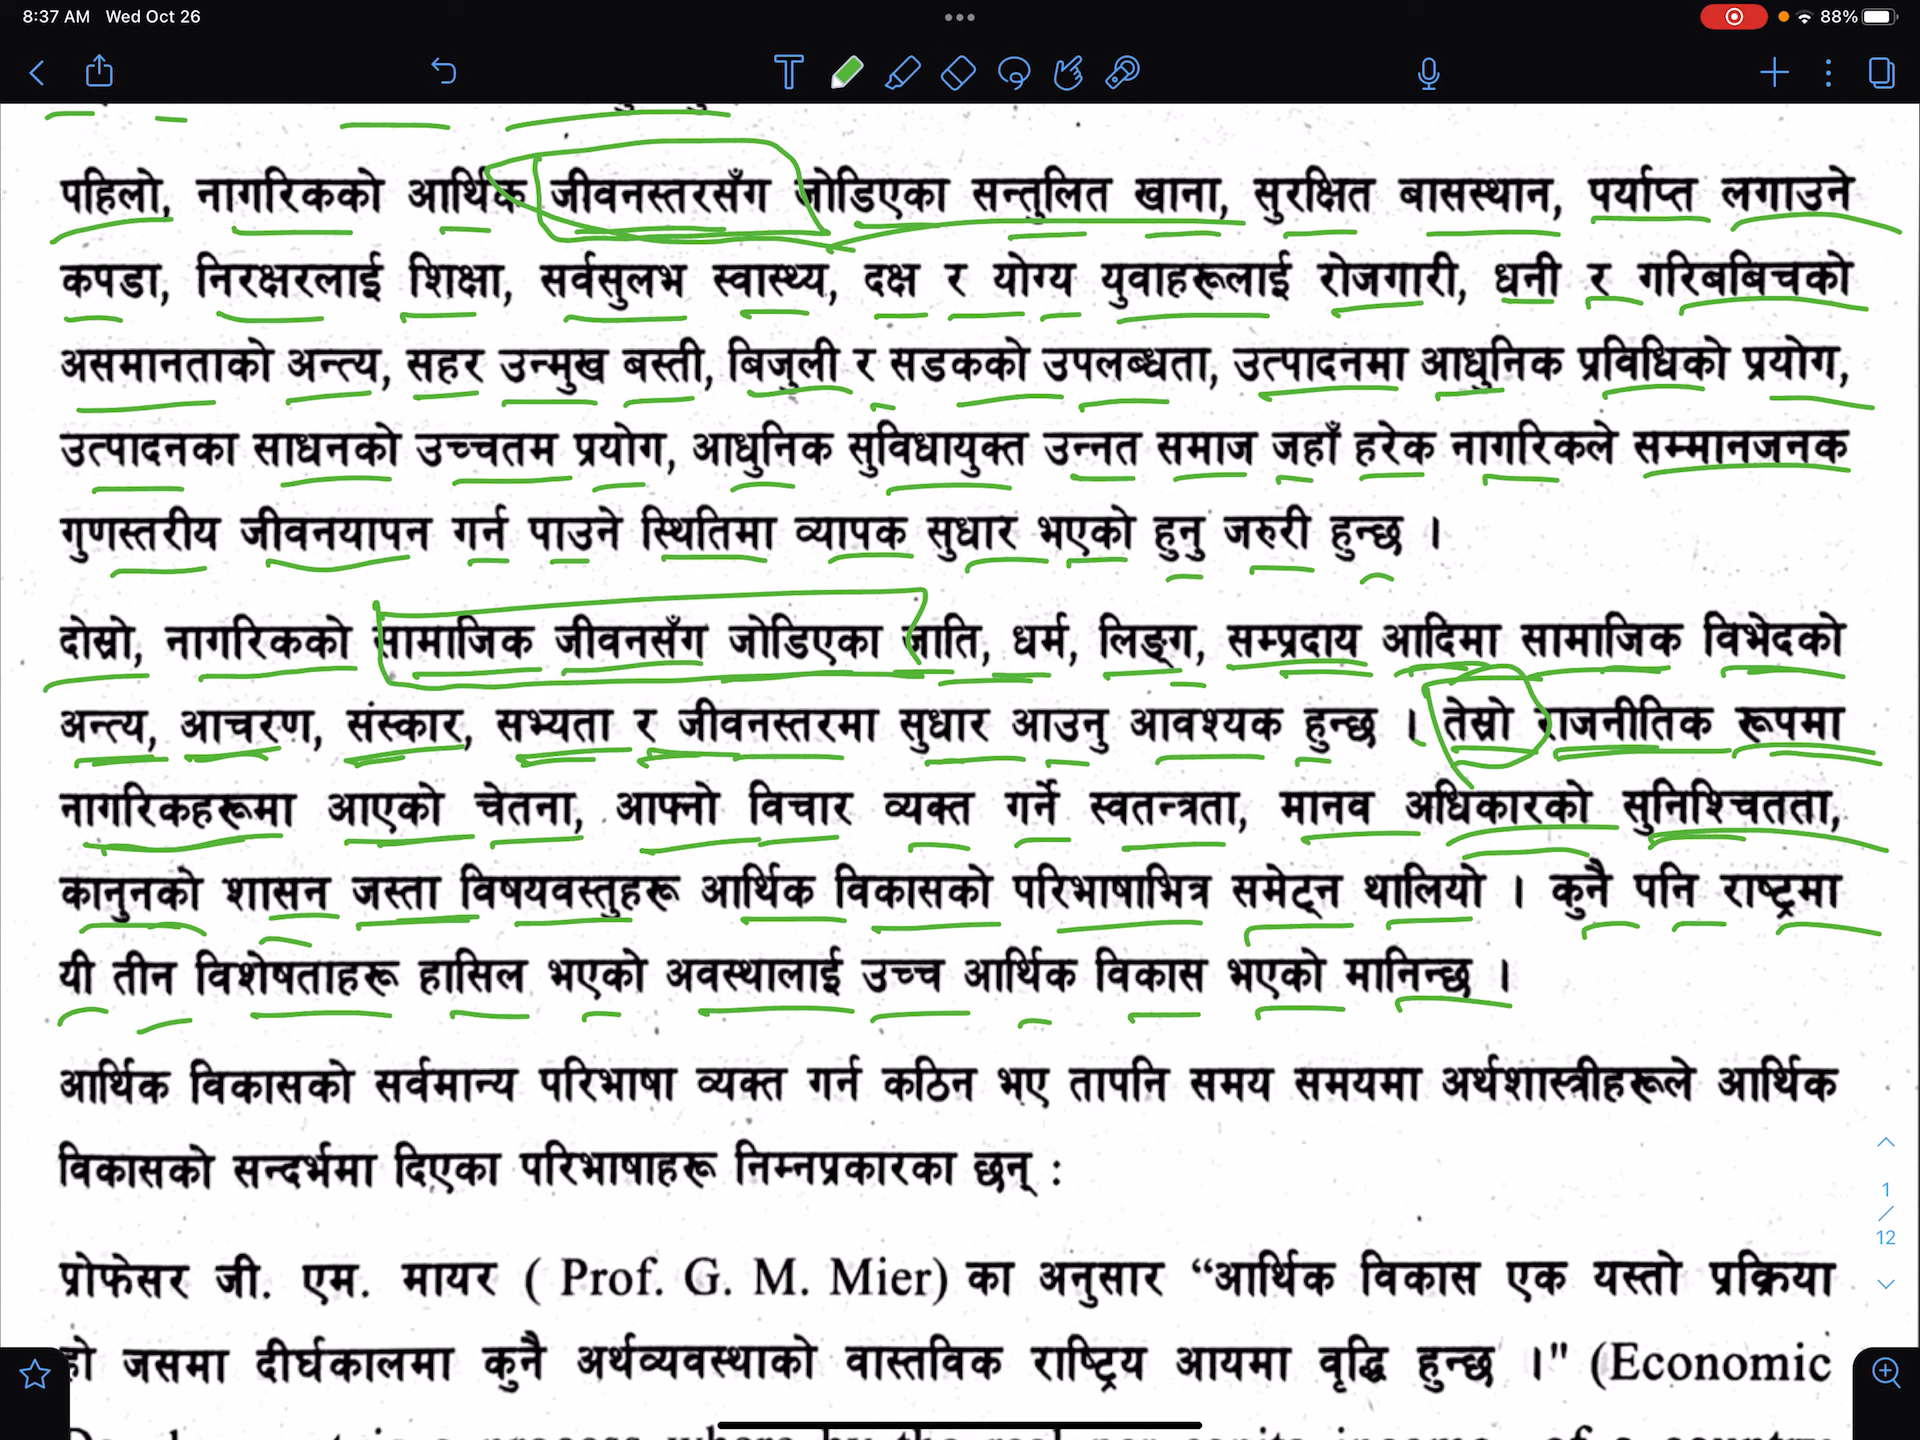 8:37 AM Wed Oct 26
88%
पहिलो, नागरिकको आर्थिक जीवनस्तरसँग जोडिएका सन्तुलित खाना, सुरक्षित बासस्थान, पर्याप्त लगाउने
कपडा, निरक्षरलाई शिक्षा, सर्वसुलभ स्वास्थ्य, दक्ष र योग्य युवाहरूलाई रोजगारी, धनी र गरिबबिचको
असमानताको अन्त्य, सहर उन्मुख बस्ती, बिजुली र सडकको उपलब्धता, उत्पादनमा आधुनिक प्रविधिको प्रयोग,
उत्पादनका साधनको उच्चतम प्रयोग, आधुनिक सुविधायुक्त उन्नत समाज जहाँ हरेक नागरिकले सम्मानजनक
गुणस्तरीय जीवनयापन गर्न पाउने स्थितिमा व्यापक सुधार भएको हुनु जरुरी हुन्छ ।
दोस्रो, नागरिकको सामाजिक जीवनसँग जोडिएका जाति, धर्म, लिङ्ग, सम्प्रदाय आदिमा सामाजिक विभेदको
अन्त्य, आचरण, संस्कार, सभ्यता र जीवनस्तरमा सुधार आउनु आवश्यक हुन्छ । तेस्रो राजनीतिक रूपमा
नागरिकहरूमा आएको चेतना, आफ्नो विचार व्यक्त गर्ने स्वतन्त्रता, मानव अधिकारको सुनिश्चितता,
कानुनको शासन जस्ता विषयवस्तुहरू आर्थिक विकासको परिभाषाभित्र समेट्न थालियो । कुनै पनि राष्ट्रमा
यी तीन विशेषताहरू हासिल भएको अवस्थालाई उच्च आर्थिक विकास भएको मानिन्छ ।
आर्थिक विकासको सर्वमान्य परिभाषा व्यक्त गर्न कठिन भए तापनि समय समयमा अर्थशास्त्रीहरूले आर्थिक
विकासको सन्दर्भमा दिएका परिभाषाहरू निम्नप्रकारका छन् :
1
/
12
प्रोफेसर जी. एम. मायर ( Prof. G. M. Mier) का अनुसार “आर्थिक विकास एक यस्तो प्रक्रिया
हो जसमा दीर्घकालमा कुनै अर्थव्यवस्थाको वास्तविक राष्ट्रिय आयमा वृद्धि हुन्छ ।" (Economic